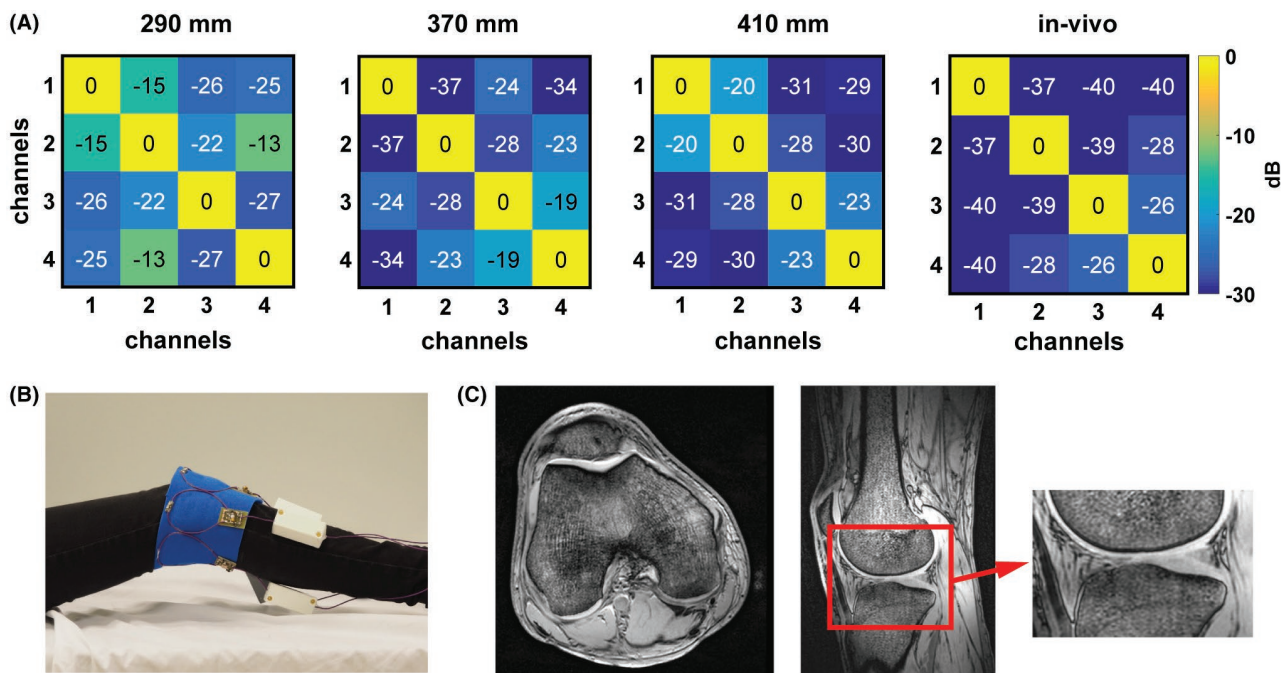 (A)
290 mm
370 mm
410 mm
in-vivo
channels
1 0 -15 -26 -25
2 -15 0 -22 -13
3 -26 -22 0 -27
4 -25 -13 -27 0
1 2 3 4
channels
1 0 -37 -24 -34
2 -37 0 -28 -23
3 -24 -28 0 -19
4 -34 -23 -19 0
1 2 3 4
channels
1 0 -20 -31 -29
2 -20 0 -28 -30
3 -31 -28 0 -23
4 -29 -30 -23 0
1 2 3 4
channels
1 0 -37 -40 -40
2 -37 0 -39 -28
3 -40 -39 0 -26
4 -40 -28 -26 0
1 2 3 4
channels
0
-10
-20
-30
dB
(B)
(C)